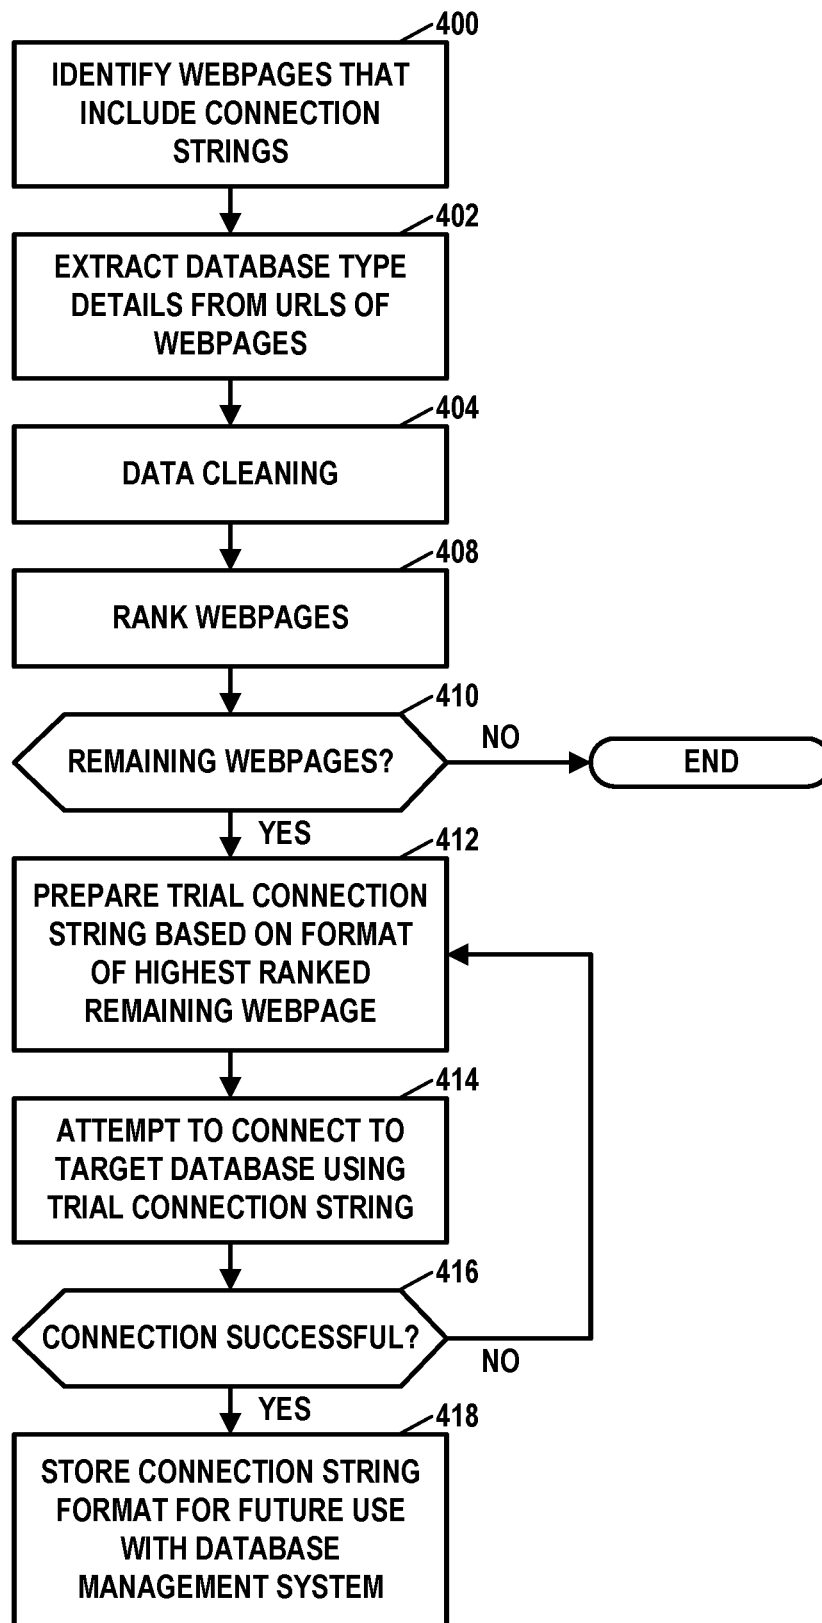 400
IDENTIFY WEBPAGES THAT
INCLUDE CONNECTION
STRINGS
402
EXTRACT DATABASE TYPE
DETAILS FROM URLS OF
WEBPAGES
404
DATA CLEANING
408
RANK WEBPAGES
410
REMAINING WEBPAGES?
NO
END
YES
412
PREPARE TRIAL CONNECTION
STRING BASED ON FORMAT
OF HIGHEST RANKED
REMAINING WEBPAGE
414
ATTEMPT TO CONNECT TO
TARGET DATABASE USING
TRIAL CONNECTION STRING
416
CONNECTION SUCCESSFUL?
NO
YES
418
STORE CONNECTION STRING
FORMAT FOR FUTURE USE
WITH DATABASE
MANAGEMENT SYSTEM